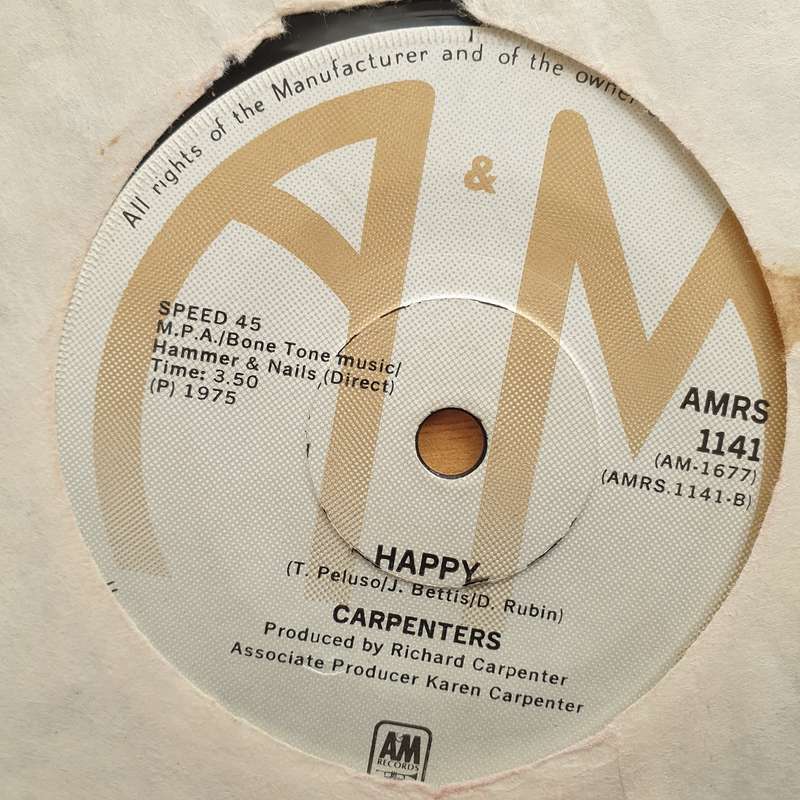 All rights of the Manufacturer and of the owner
A & M
SPEED 45
M.P.A./Bone Tone music/
Hammer & Nails (Direct)
Time: 3.50
(P) 1975
AMRS
1141
(AM-1677)
(AMRS.1141-B)
HAPPY
(T. Peluso/J. Bettis/D. Rubin)
CARPENTERS
Produced by Richard Carpenter
Associate Producer Karen Carpenter
AM
RECORDS